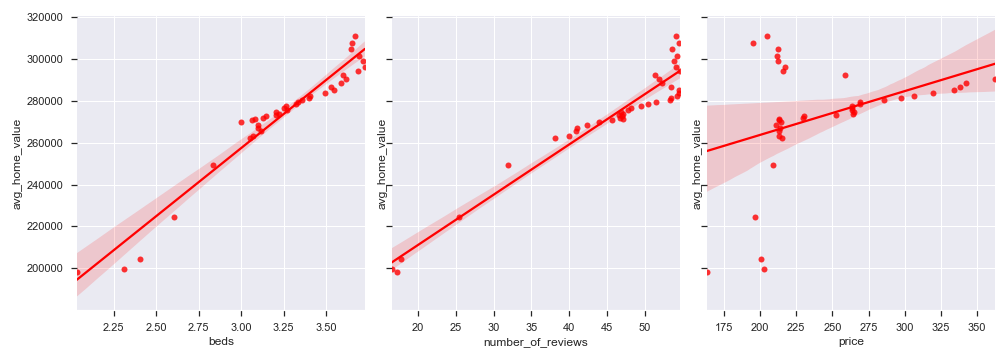 320000
300000
280000
260000
240000
220000
200000
avg_home_value
2.25 2.50 2.75 3.00 3.25 3.50
beds
avg_home_value
20 25 30 35 40 45 50
number_of_reviews
avg_home_value
175 200 225 250 275 300 325 350
price